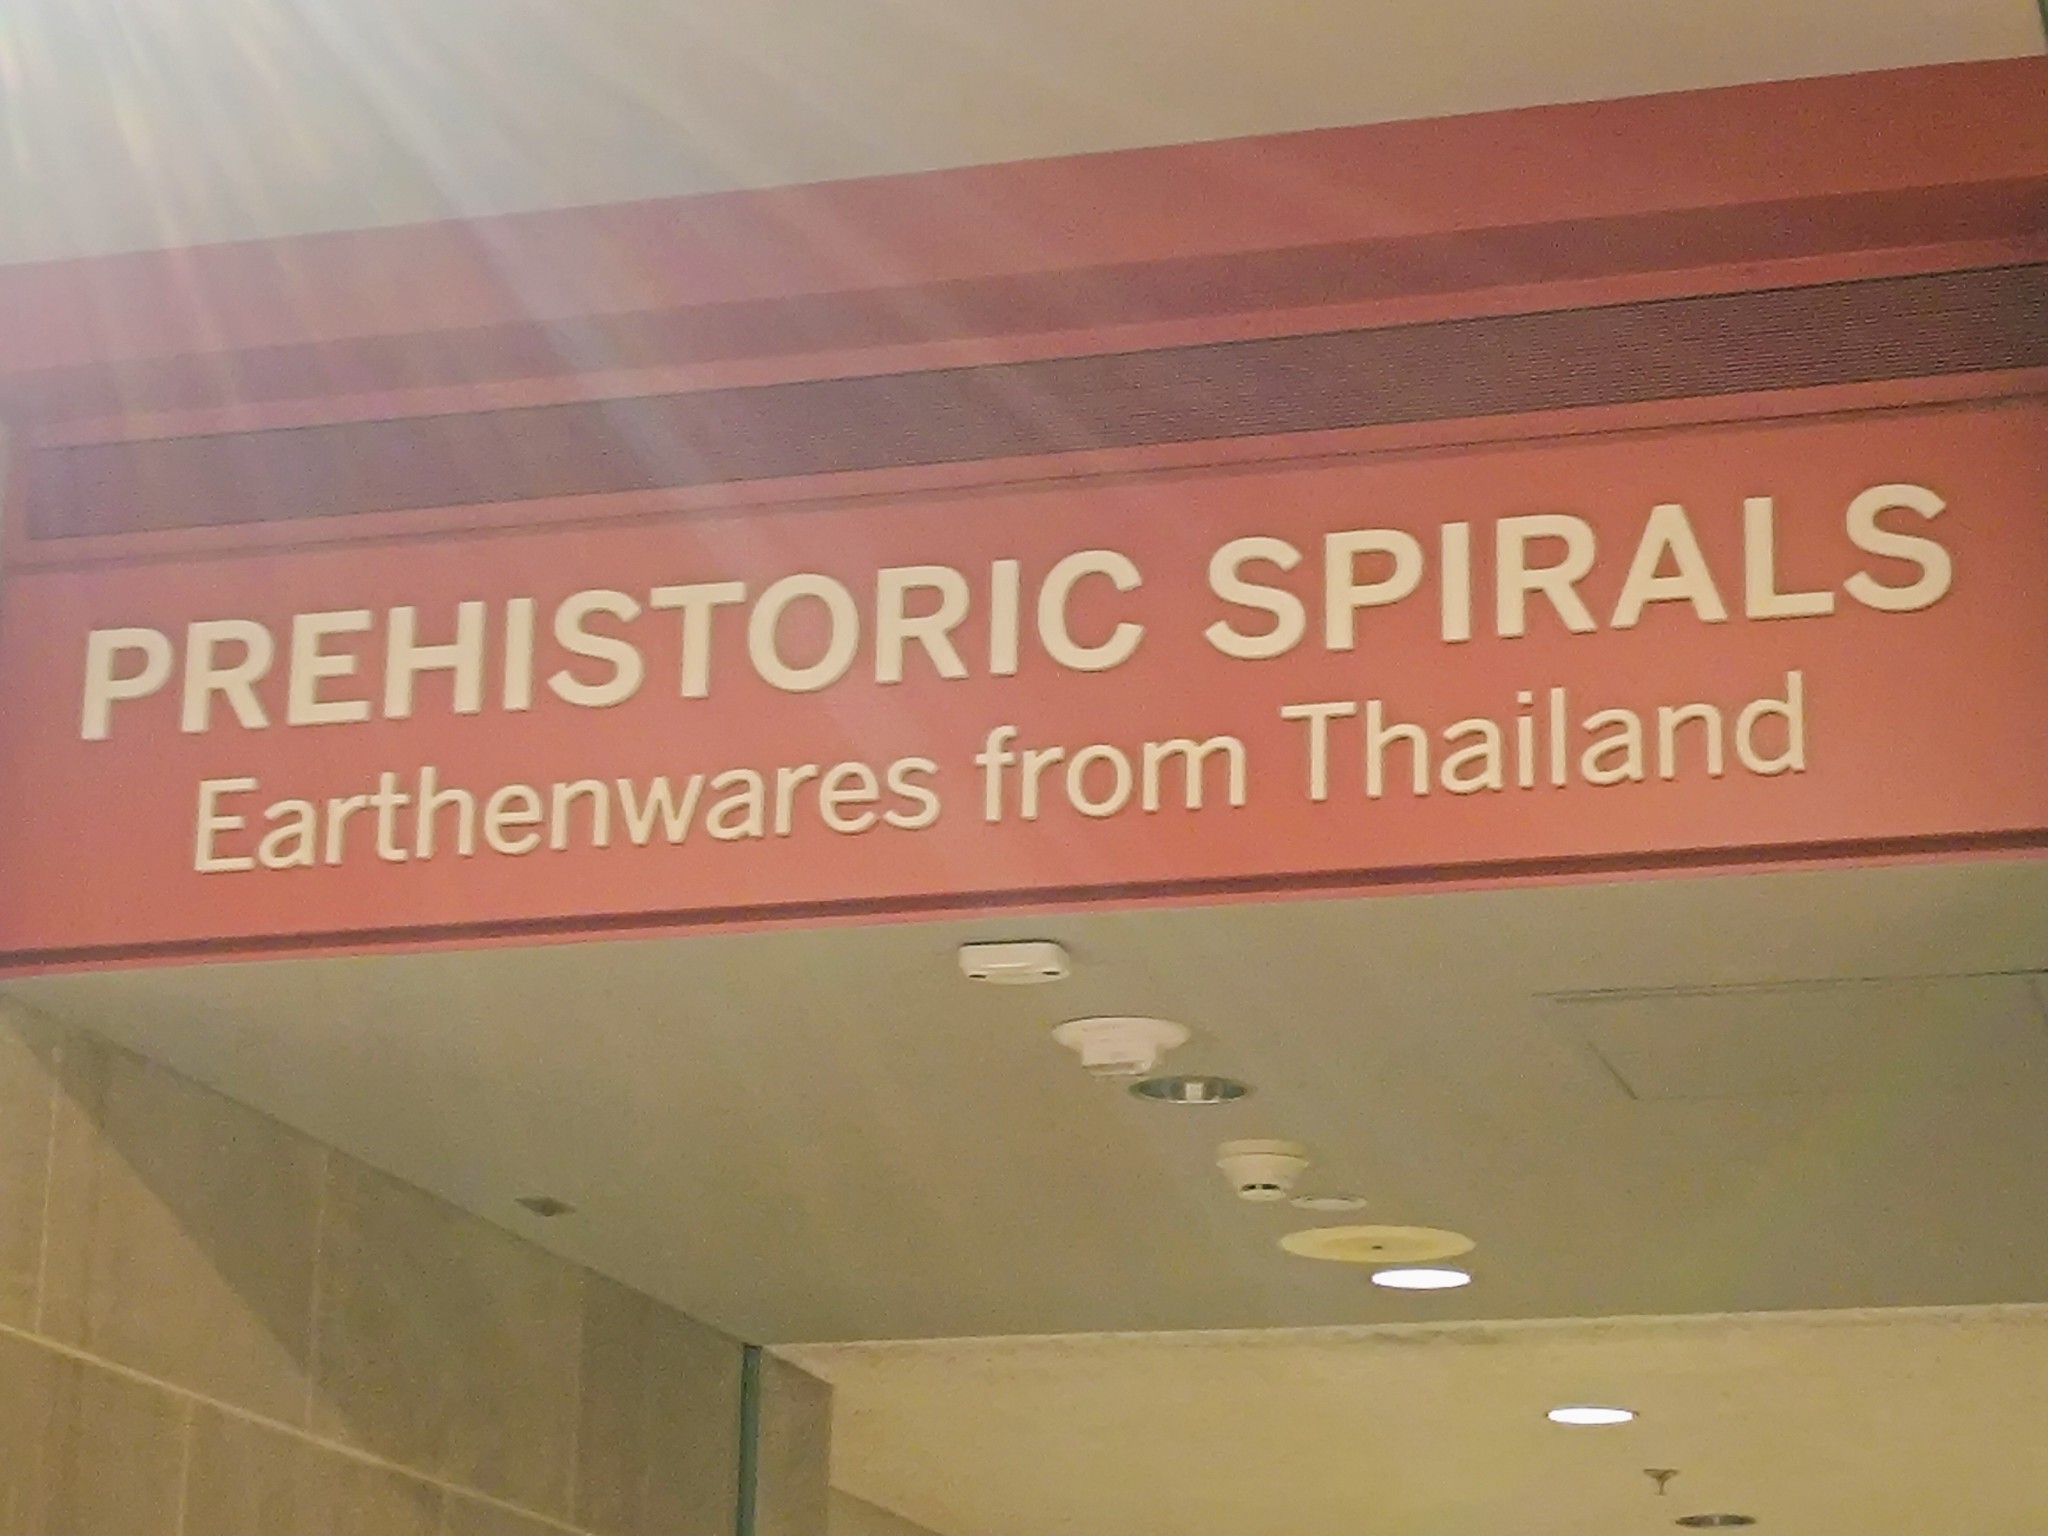 PREHISTORIC SPIRALS
Earthenwares from Thailand